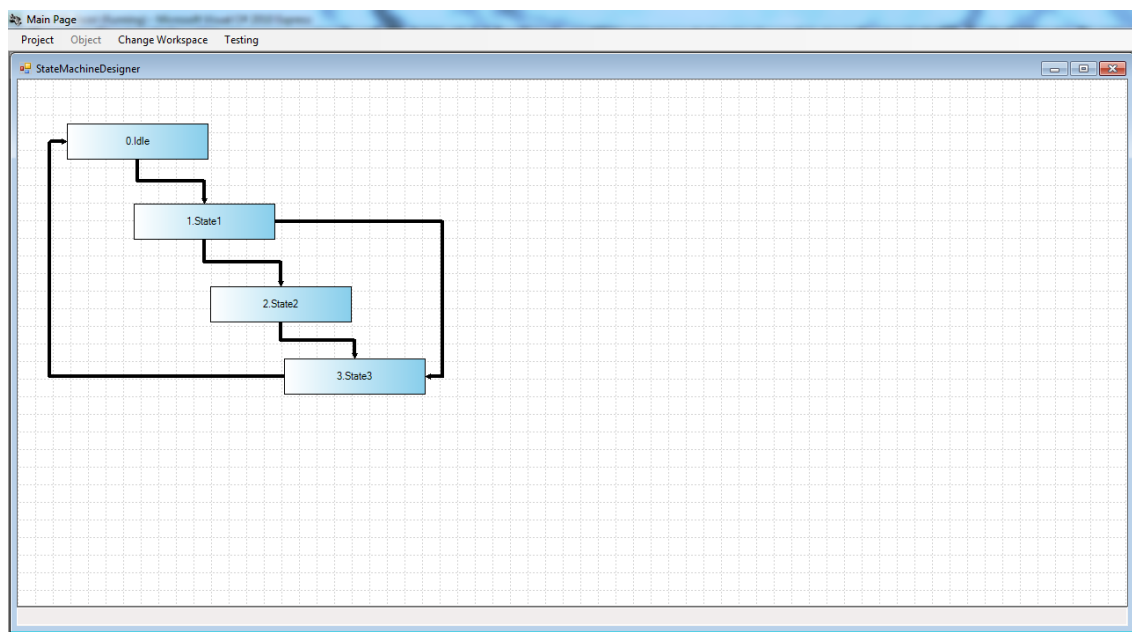 Main Page
Project Object Change Workspace Testing
StateMachineDesigner
0.Idle
1.State1
2.State2
3.State3